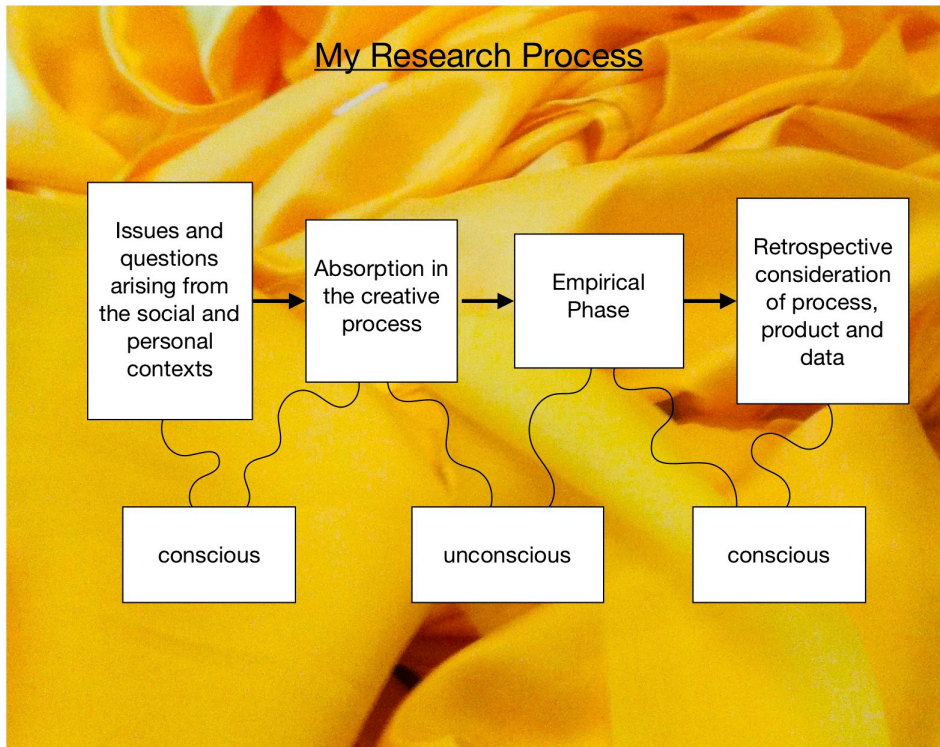 My Research Process
Issues and
questions
arising from
the social and
personal
contexts
Absorption in
the creative
process
Empirical
Phase
Retrospective
consideration
of process,
product and
data
conscious
unconscious
conscious